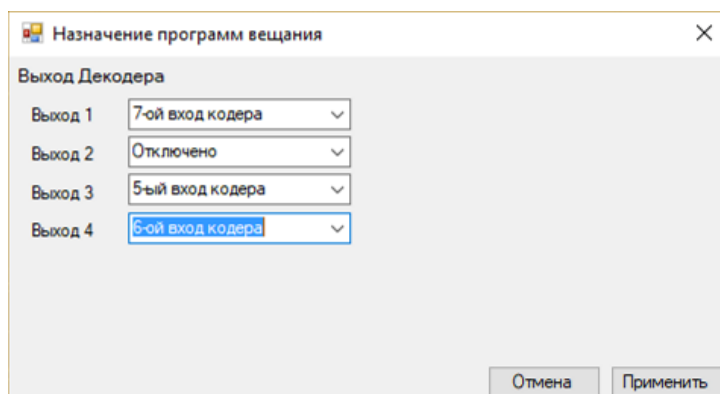 Назначение программ вещания
Выход Декодера
Выход 1 7-ой вход кодера
Выход 2 Отключено
Выход 3 5-ый вход кодера
Выход 4 6-ой вход кодера
Отмена Применить